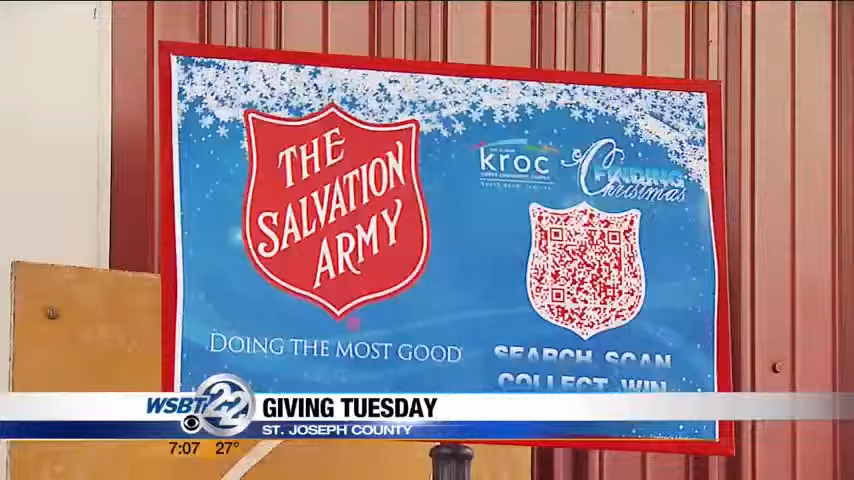 THE
SALVATION
ARMY
DOING THE MOST GOOD
kroc
FINDING
Christmas
SEARCH SCAN
COLLECT WIN
WSBT 22
GIVING TUESDAY
ST. JOSEPH COUNTY
7:07 27°